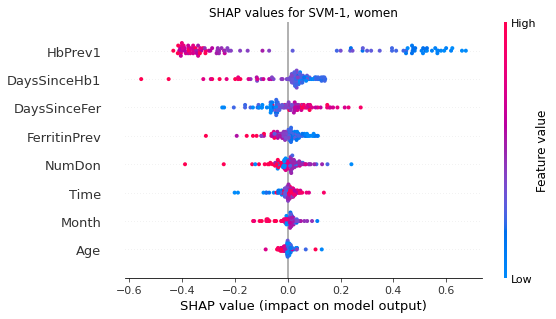 SHAP values for SVM-1, women
High
HbPrev1
DaysSinceHb1
DaysSinceFer
FerritinPrev
NumDon
Time
Month
Age
Feature value
Low
−0.6 −0.4 −0.2 0.0 0.2 0.4 0.6
SHAP value (impact on model output)